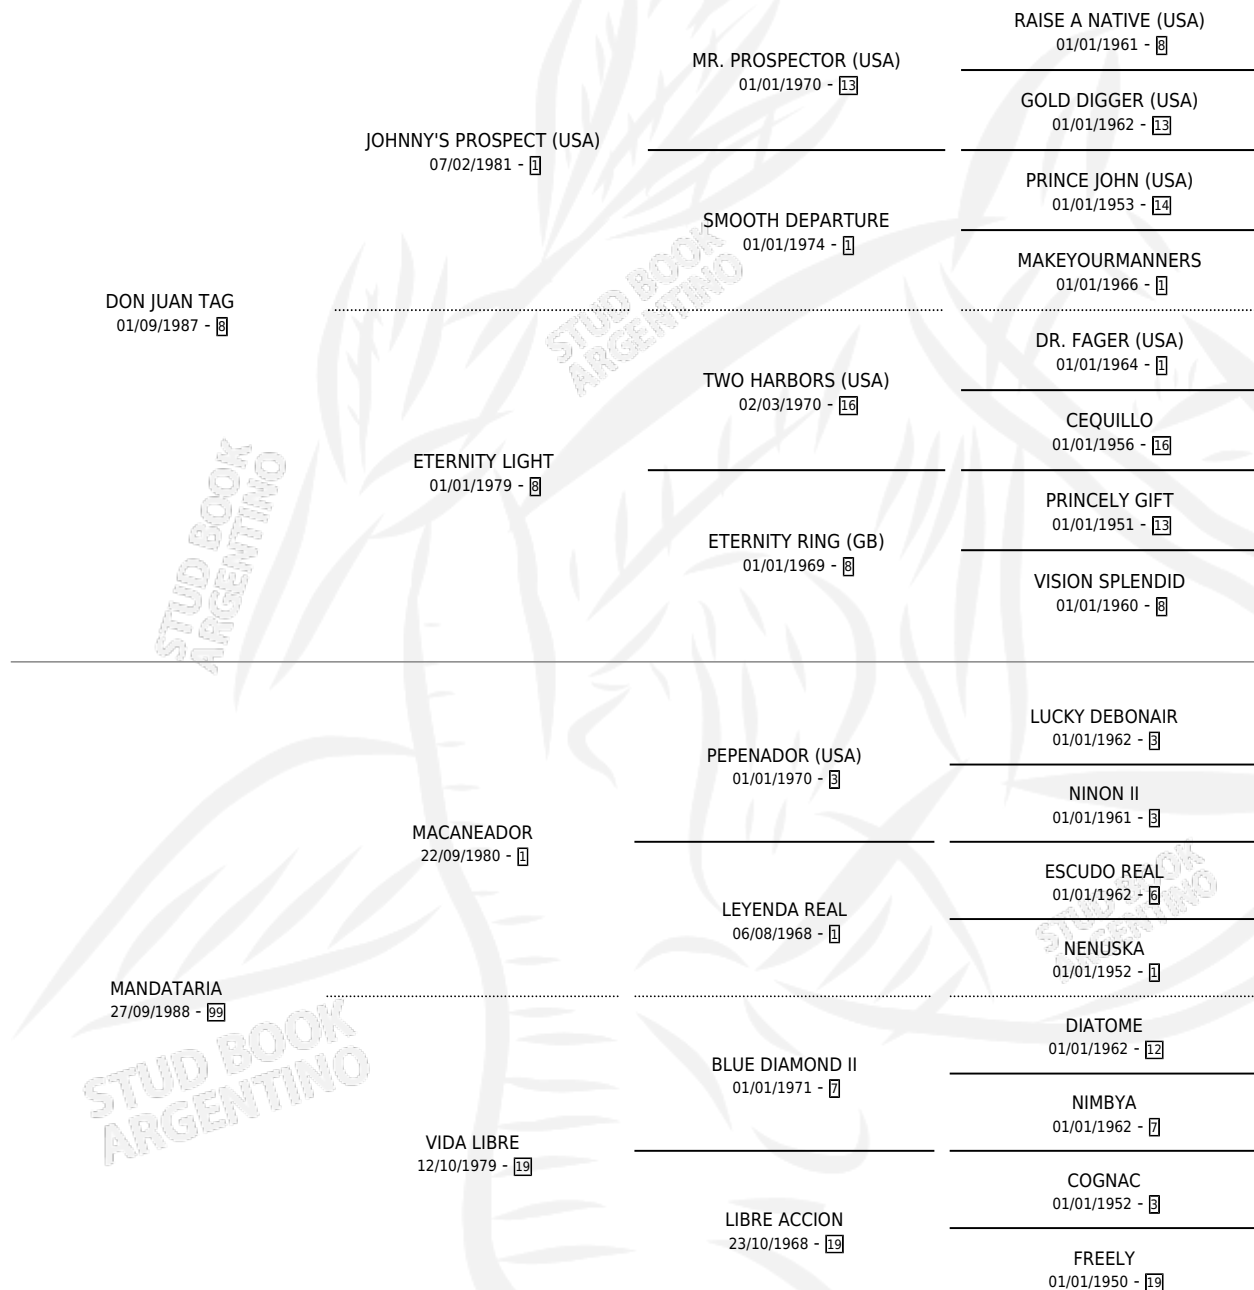 RAISE A NATIVE (USA)
01/01/1961 - 8
MR. PROSPECTOR (USA)
01/01/1970 - 13
GOLD DIGGER (USA)
01/01/1962 - 13
JOHNNY'S PROSPECT (USA)
07/02/1981 - 1
PRINCE JOHN (USA)
01/01/1953 - 14
SMOOTH DEPARTURE
01/01/1974 - 1
MAKEYOURMANNERS
01/01/1966 - 1
DON JUAN TAG
01/09/1987 - 8
DR. FAGER (USA)
01/01/1964 - 1
TWO HARBORS (USA)
02/03/1970 - 16
CEQUILLO
01/01/1956 - 16
ETERNITY LIGHT
01/01/1979 - 8
PRINCELY GIFT
01/01/1951 - 13
ETERNITY RING (GB)
01/01/1969 - 8
VISION SPLENDID
01/01/1960 - 8
STUD BOOK
ARGENTINO
STUD BOOK
ARGENTINO
LUCKY DEBONAIR
01/01/1962 - 3
PEPENADOR (USA)
01/01/1970 - 3
NINON II
01/01/1961 - 3
MACANEADOR
22/09/1980 - 1
ESCUDO REAL
01/01/1962 - 6
LEYENDA REAL
06/08/1968 - 1
NENUSKA
01/01/1952 - 1
STUD BOOK
ARGENTINO
MANDATARIA
27/09/1988 - 99
DIATOME
01/01/1962 - 12
BLUE DIAMOND II
01/01/1971 - 7
NIMBYA
01/01/1962 - 7
STUD BOOK
ARGENTINO
VIDA LIBRE
12/10/1979 - 19
COGNAC
01/01/1952 - 3
LIBRE ACCION
23/10/1968 - 19
FREELY
01/01/1950 - 19